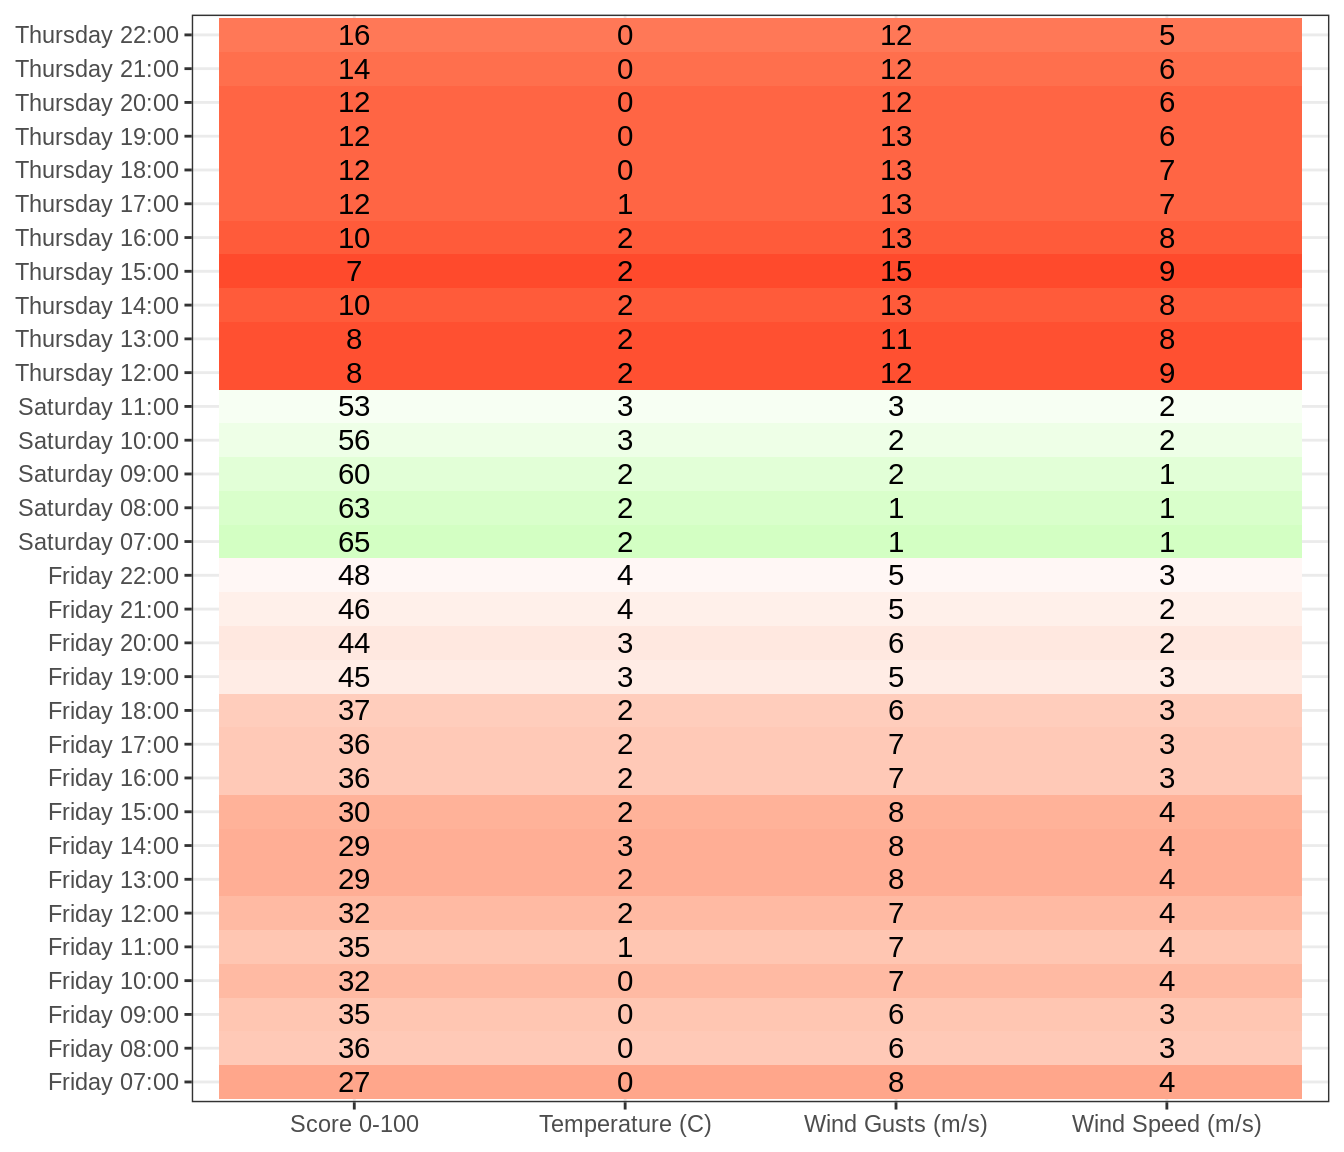 Thursday 22:00 16 0 12 5
Thursday 21:00 14 0 12 6
Thursday 20:00 12 0 12 6
Thursday 19:00 12 0 13 6
Thursday 18:00 12 0 13 7
Thursday 17:00 12 1 13 7
Thursday 16:00 10 2 13 8
Thursday 15:00 7 2 15 9
Thursday 14:00 10 2 13 8
Thursday 13:00 8 2 11 8
Thursday 12:00 8 2 12 9
Saturday 11:00 53 3 3 2
Saturday 10:00 56 3 2 2
Saturday 09:00 60 2 2 1
Saturday 08:00 63 2 1 1
Saturday 07:00 65 2 1 1
Friday 22:00 48 4 5 3
Friday 21:00 46 4 5 2
Friday 20:00 44 3 6 2
Friday 19:00 45 3 5 3
Friday 18:00 37 2 6 3
Friday 17:00 36 2 7 3
Friday 16:00 36 2 7 3
Friday 15:00 30 2 8 4
Friday 14:00 29 3 8 4
Friday 13:00 29 2 8 4
Friday 12:00 32 2 7 4
Friday 11:00 35 1 7 4
Friday 10:00 32 0 7 4
Friday 09:00 35 0 6 3
Friday 08:00 36 0 6 3
Friday 07:00 27 0 8 4
Score 0-100 Temperature (C) Wind Gusts (m/s) Wind Speed (m/s)